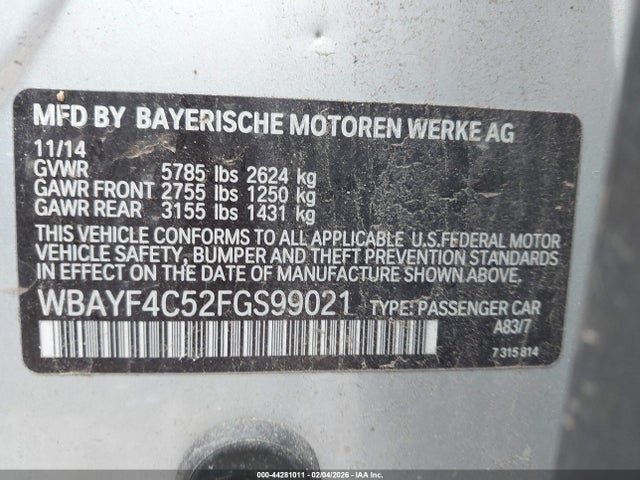 MFD BY BAYERISCHE MOTOREN WERKE AG
11/14
GVWR 5785 lbs 2624 kg
GAWR FRONT 2755 lbs 1250 kg
GAWR REAR 3155 lbs 1431 kg
THIS VEHICLE CONFORMS TO ALL APPLICABLE U.S.FEDERAL MOTOR
VEHICLE SAFETY, BUMPER AND THEFT PREVENTION STANDARDS IN
EFFECT ON THE DATE OF MANUFACTURE SHOWN ABOVE.
WBAYF4C52FGS99021 TYPE: PASSENGER CAR
A83/7
7 315 814
000-44281011 - 02/04/2026 - IAA Inc.